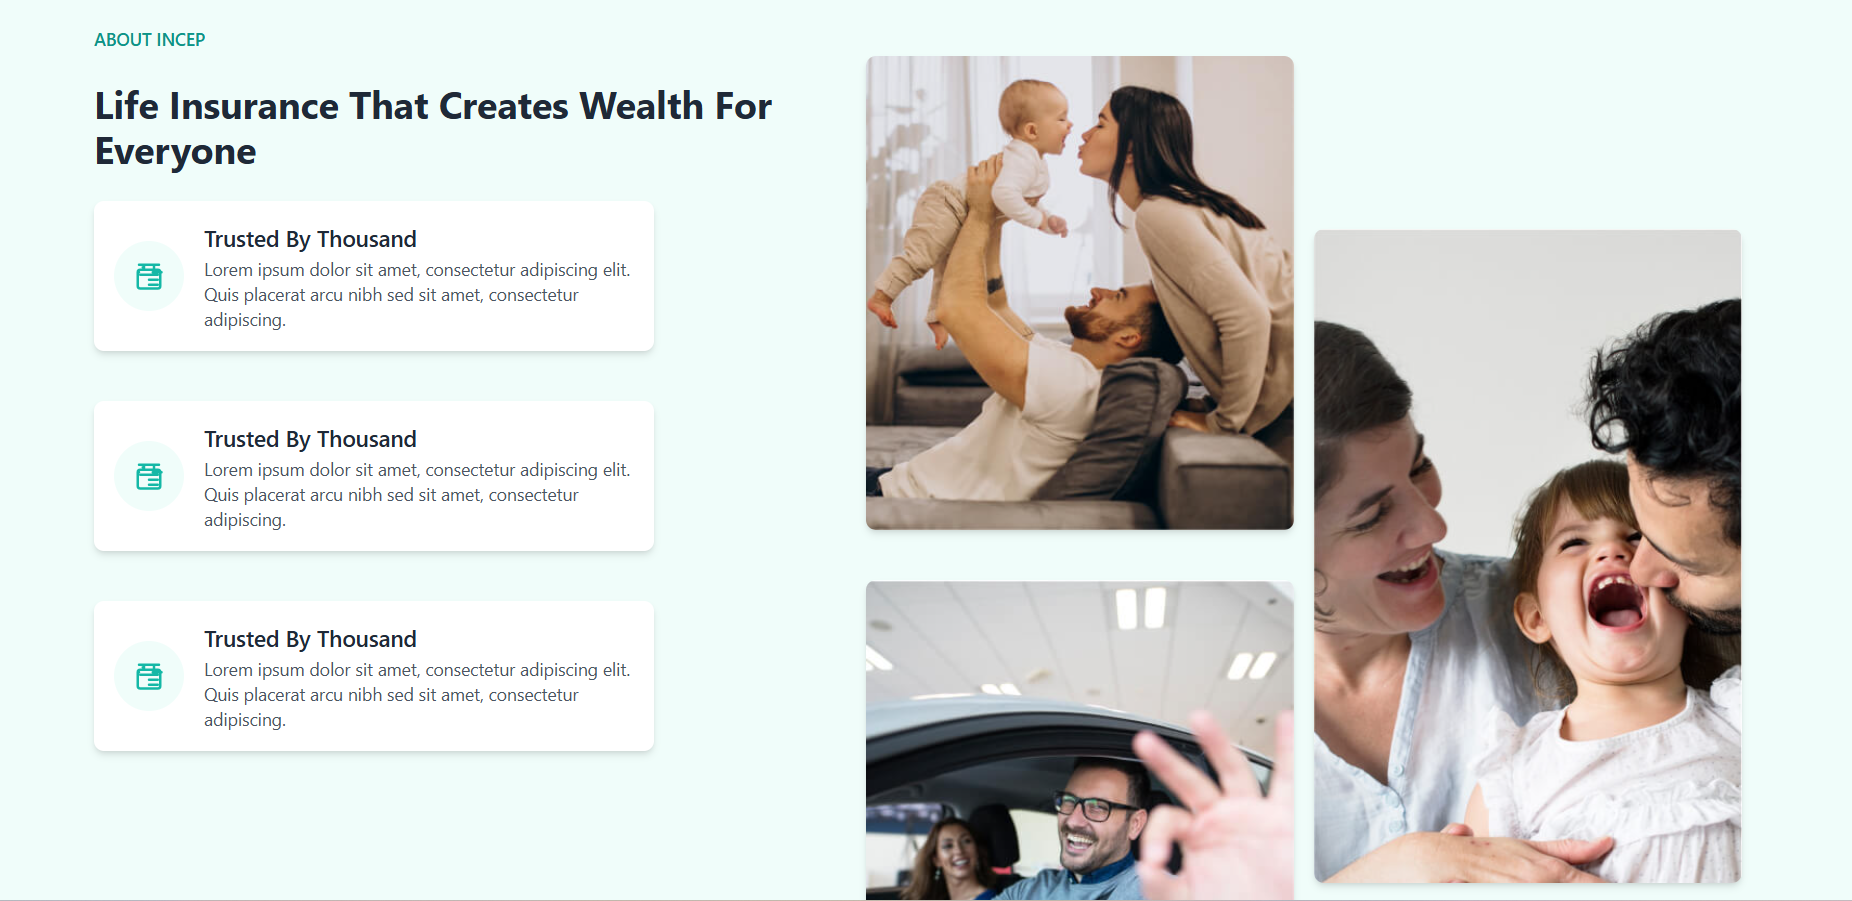 ABOUT INCEP
Life Insurance That Creates Wealth For
Everyone
Trusted By Thousand
Lorem ipsum dolor sit amet, consectetur adipiscing elit.
Quis placerat arcu nibh sed sit amet, consectetur
adipiscing.
Trusted By Thousand
Lorem ipsum dolor sit amet, consectetur adipiscing elit.
Quis placerat arcu nibh sed sit amet, consectetur
adipiscing.
Trusted By Thousand
Lorem ipsum dolor sit amet, consectetur adipiscing elit.
Quis placerat arcu nibh sed sit amet, consectetur
adipiscing.